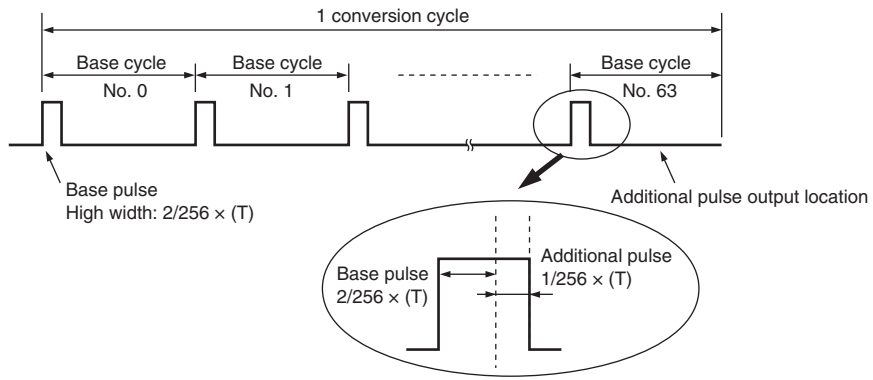 1 conversion cycle
Base cycle
No. 0
Base cycle
No. 1
Base cycle
No. 63
Base pulse
High width: 2/256 × (T)
Additional pulse output location
Base pulse
2/256 × (T)
Additional pulse
1/256 × (T)